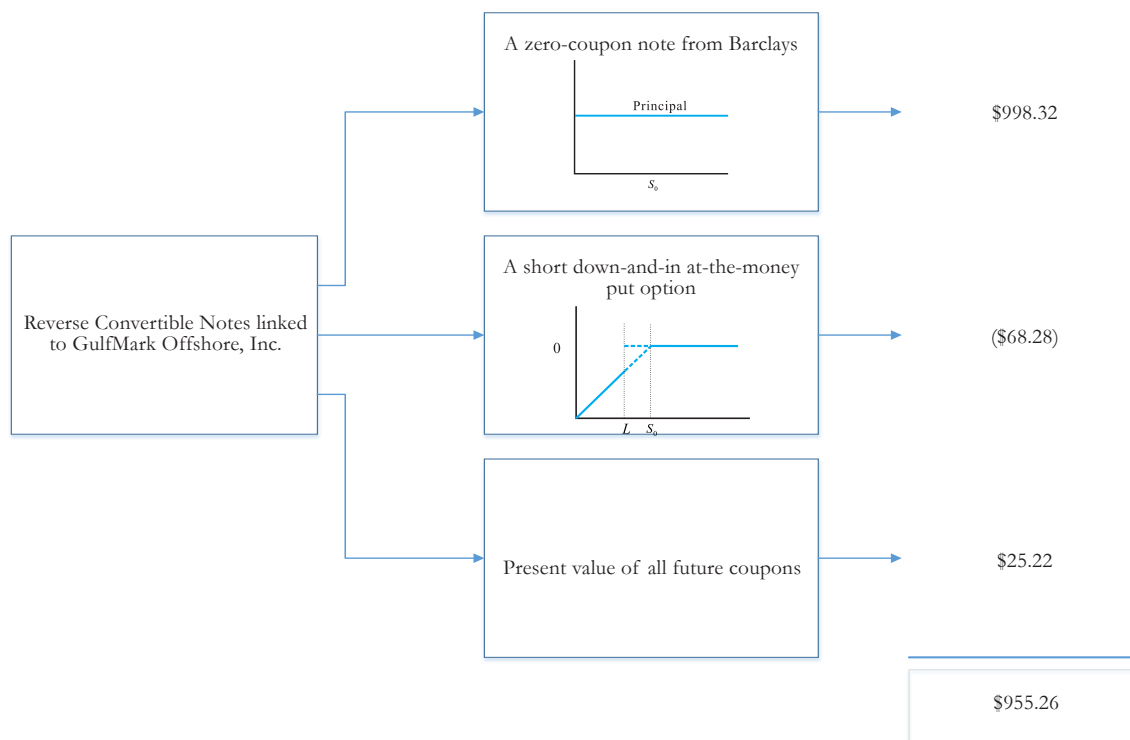 A zero-coupon note from Barclays
Principal
S₀
$998.32
Reverse Convertible Notes linked
to GulfMark Offshore, Inc.
A short down-and-in at-the-money
put option
0
L S₀
($68.28)
Present value of all future coupons
$25.22
$955.26